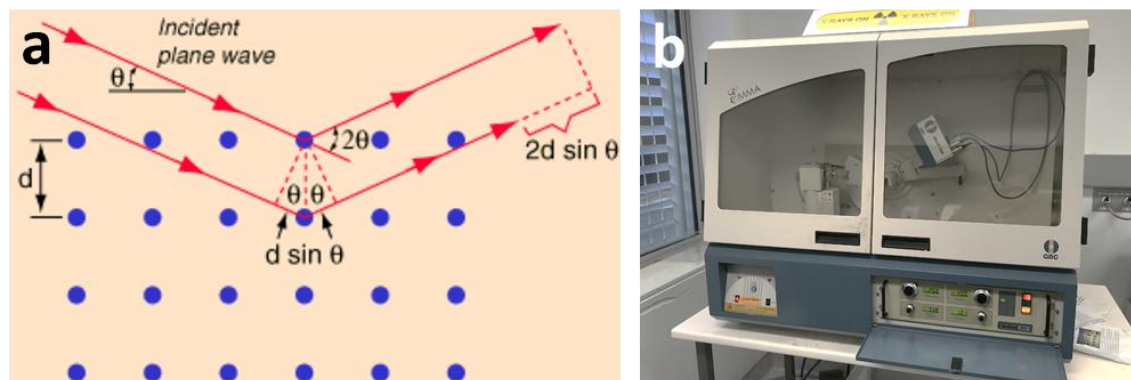 a
Incident
plane wave
θ
d
2θ
θ θ
d sin θ
2d sin θ
b
X-RAYS ON X-RAYS ON
EMMA
GBC